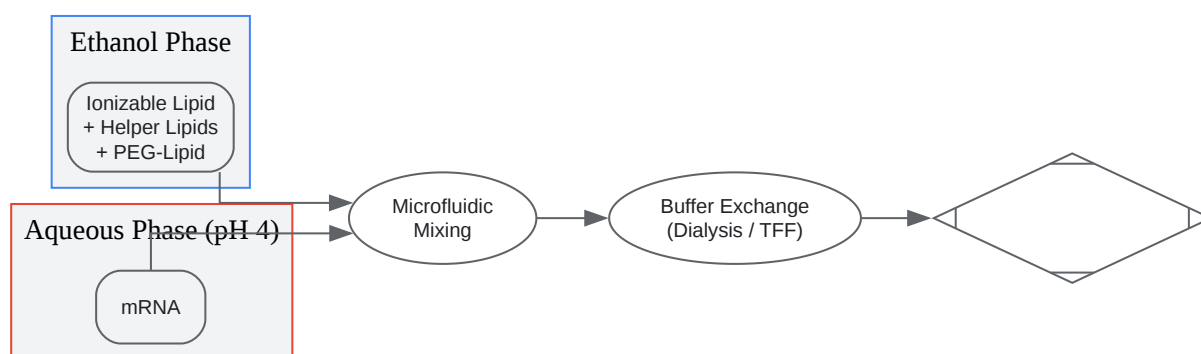 Ethanol Phase
Ionizable Lipid
+ Helper Lipids
+ PEG-Lipid
Aqueous Phase (pH 4)
mRNA
Microfluidic
Mixing
Buffer Exchange
(Dialysis / TFF)